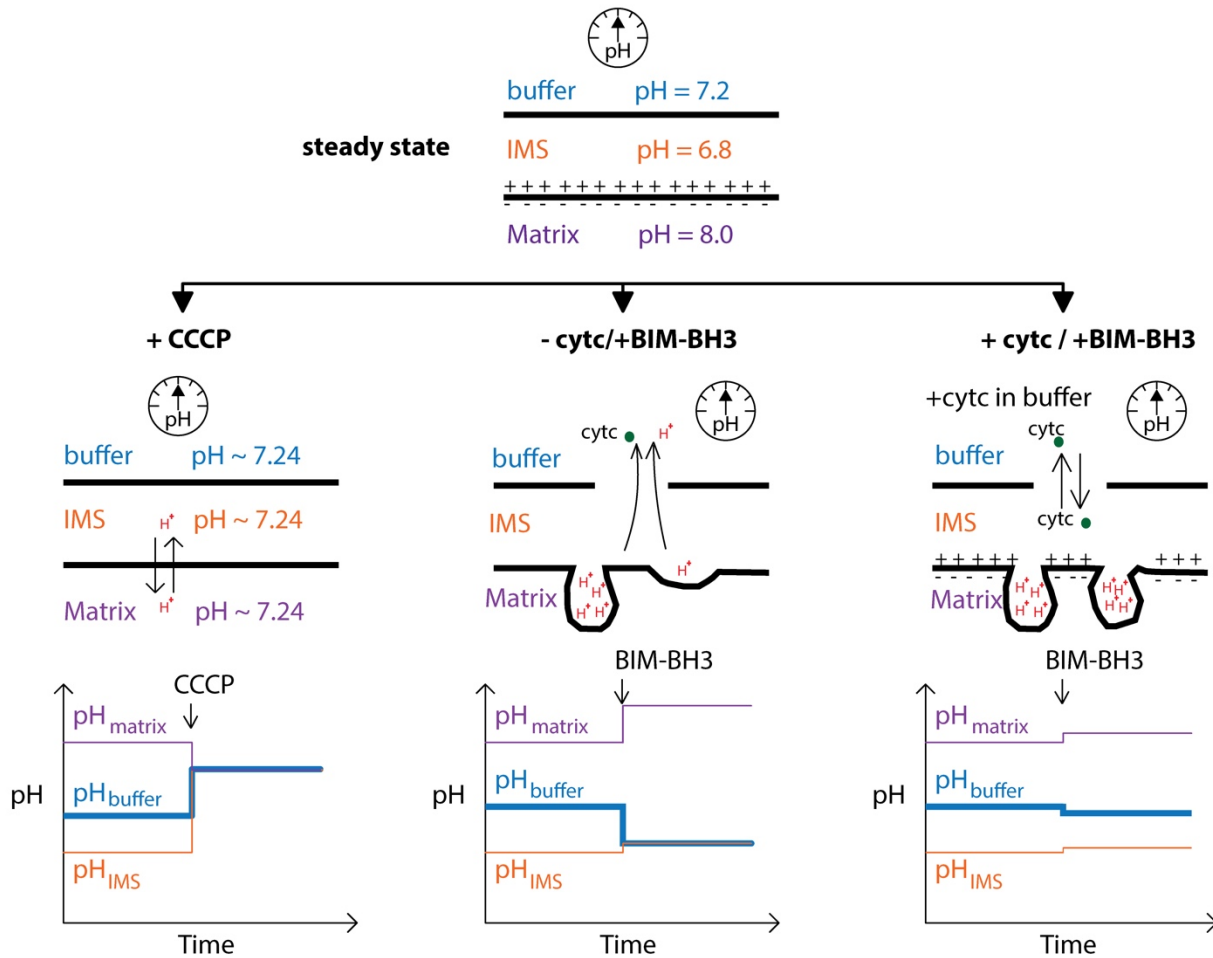 pH
buffer pH = 7.2
steady state
IMS pH = 6.8
+ + + + + + + + + + + + + + + +
- - - - - - - - - - - - - - - -
Matrix pH = 8.0
+ CCCP
pH
buffer pH ~ 7.24
IMS H+ pH ~ 7.24
Matrix H+ pH ~ 7.24
CCCP
pHmatrix
pHbuffer
pHIMS
pH
Time
- cytc/+BIM-BH3
pH
cytc H+
buffer
IMS
Matrix
H+
H+ H+
H+ H+
H+
BIM-BH3
pHmatrix
pHbuffer
pHIMS
pH
Time
+ cytc / +BIM-BH3
+cytc in buffer
pH
cytc
buffer
IMS cytc
+ + + + + + + + + + + +
- - - - - - - - - - -
Matrix
H+ H+ H+
H+ H+ H+
H+ H+
BIM-BH3
pHmatrix
pHbuffer
pHIMS
pH
Time